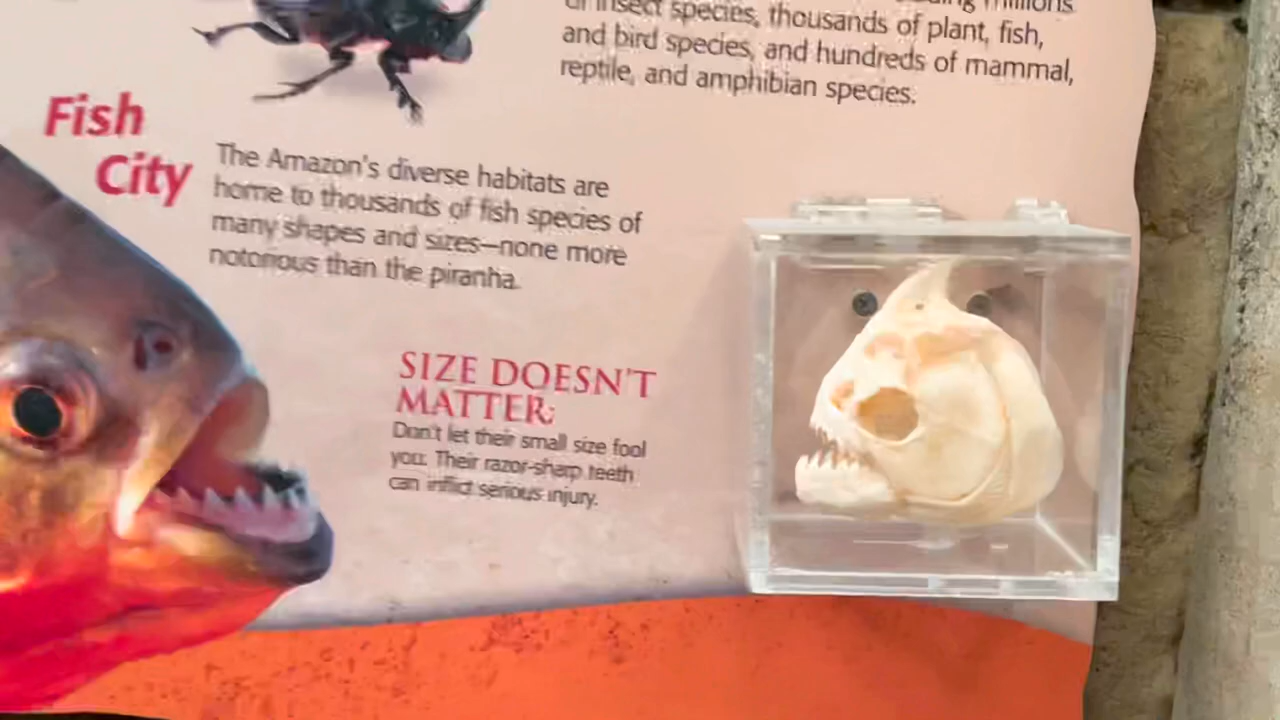 millions
of insect species, thousands of plant, fish,
and bird species, and hundreds of mammal,
reptile, and amphibian species.
Fish
City
The Amazon's diverse habitats are
home to thousands of fish species of
many shapes and sizes—none more
notorious than the piranha.
SIZE DOESN'T
MATTER:
Don't let their small size fool
you. Their razor-sharp teeth
can inflict serious injury.